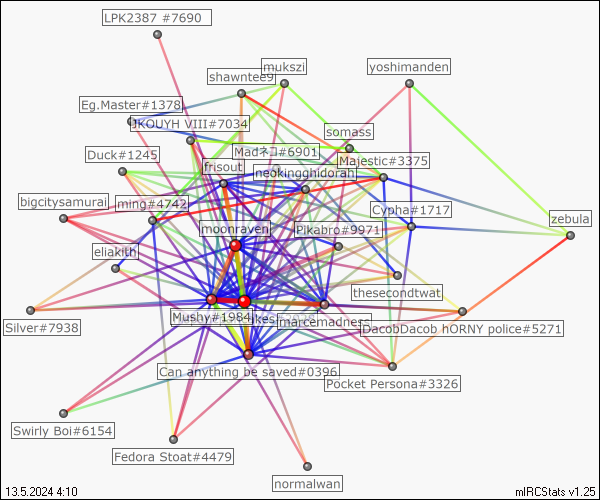 LPK2387 #7690
mukszi
yoshimanden
shawntee9
Eg.Master#1378
JKOUYH VIII#7034
somass
Madネコ#6901
Duck#1245
Majestic#3375
frisout
neokingghidorah
bigcitysamurai
ming#4742
Cypha#1717
zebula
moonraven
Pikabro#9971
eliakith
thesecondtwat
Mushy#1984
marcemadness
Silver#7938
DacobDacob hORNY police#5271
Can anything be saved#0396
Pocket Persona#3326
Swirly Boi#6154
Fedora Stoat#4479
normalwan
13.5.2024 4:10
mIRCStats v1.25